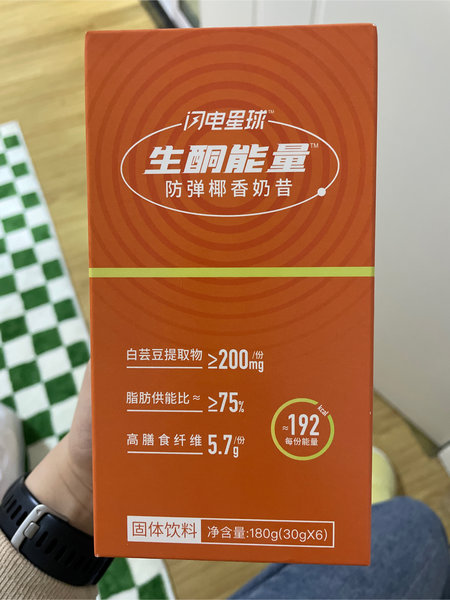 闪电星球™
生酮能量™
防弹椰香奶昔
白芸豆提取物 ≥200mg/份
脂肪供能比≈ ≥75%
高膳食纤维 5.7g/份
≈192kcal
每份能量
固体饮料 净含量:180g(30gX6)